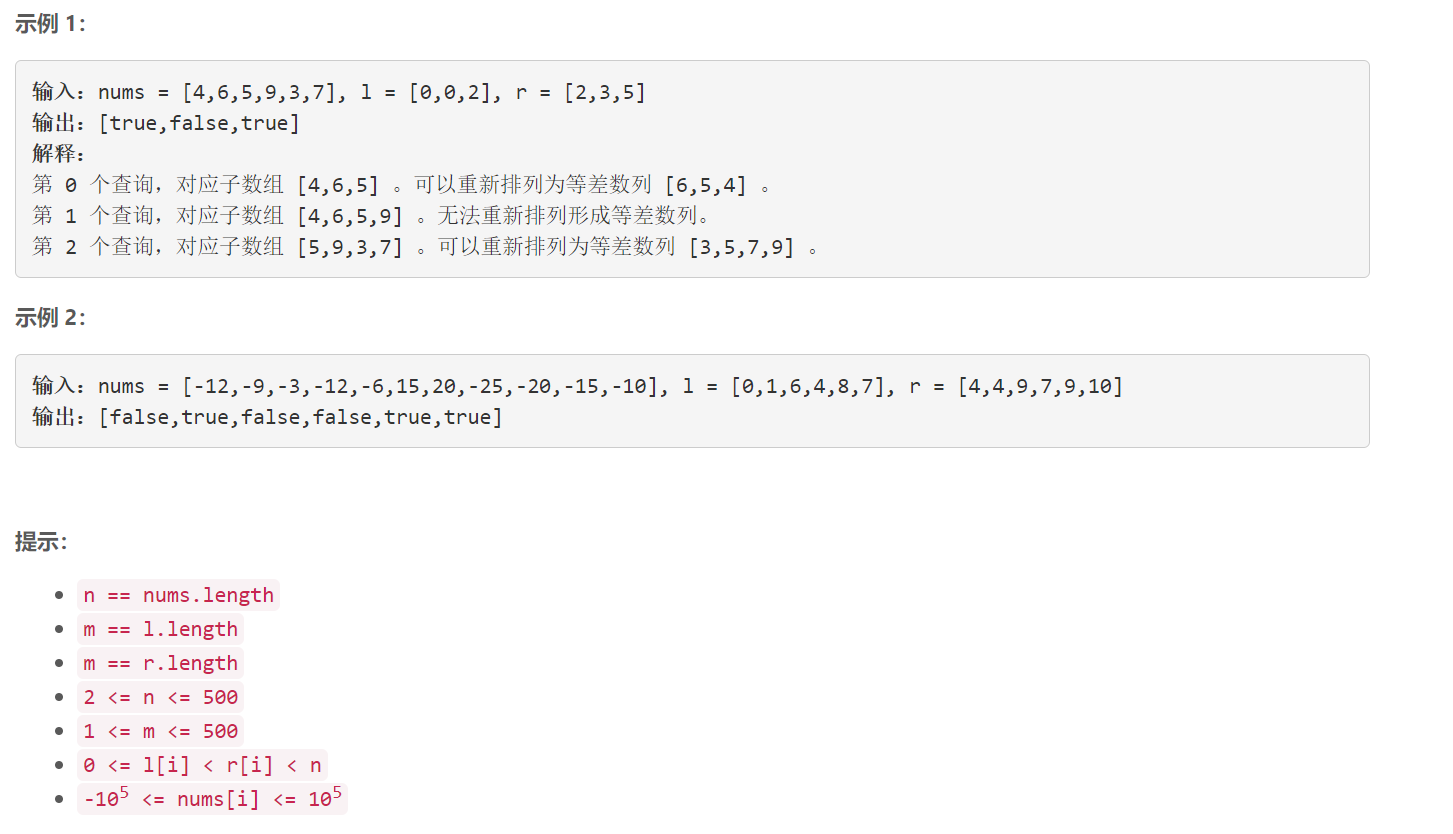 示例 1：
输入：nums = [4,6,5,9,3,7], l = [0,0,2], r = [2,3,5]
输出：[true,false,true]
解释：
第 0 个查询，对应子数组 [4,6,5] 。可以重新排列为等差数列 [6,5,4] 。
第 1 个查询，对应子数组 [4,6,5,9] 。无法重新排列形成等差数列。
第 2 个查询，对应子数组 [5,9,3,7] 。可以重新排列为等差数列 [3,5,7,9] 。
示例 2：
输入：nums = [-12,-9,-3,-12,-6,15,20,-25,-20,-15,-10], l = [0,1,6,4,8,7], r = [4,4,9,7,9,10]
输出：[false,true,false,false,true,true]
提示：
n == nums.length
m == l.length
m == r.length
2 <= n <= 500
1 <= m <= 500
0 <= l[i] < r[i] < n
-10⁵ <= nums[i] <= 10⁵